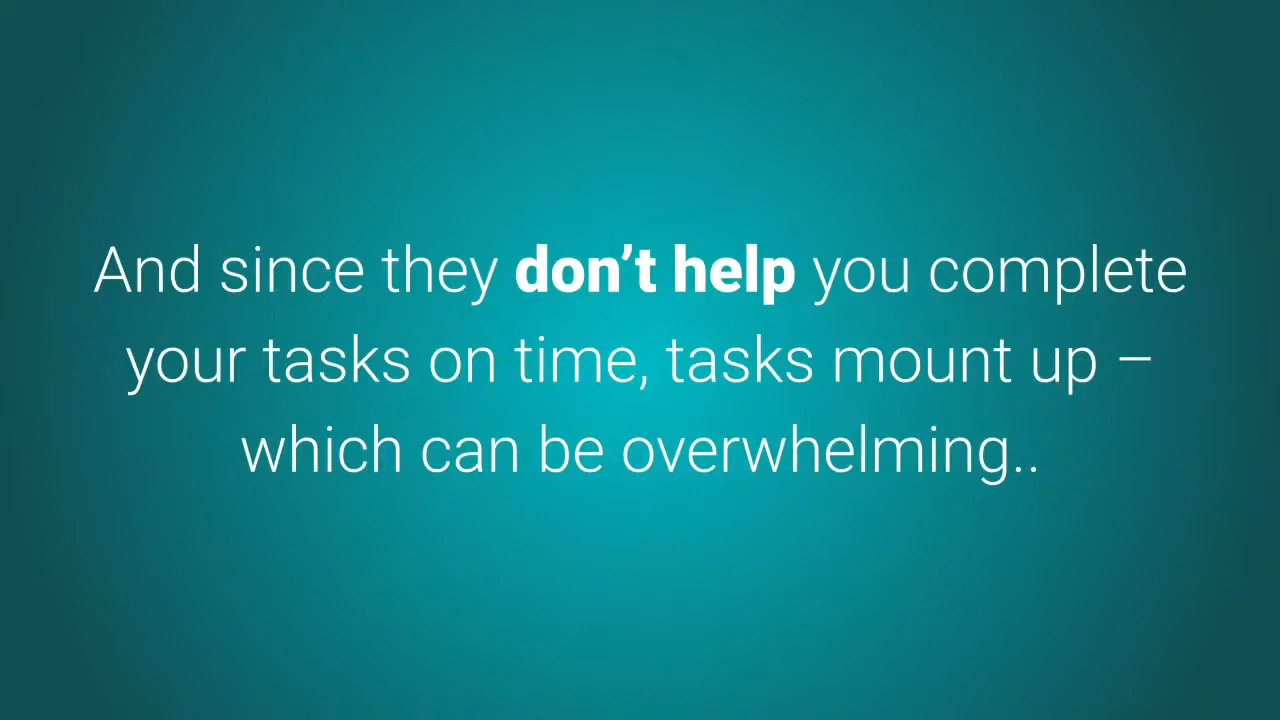 And since they don’t help you complete
your tasks on time, tasks mount up –
which can be overwhelming..